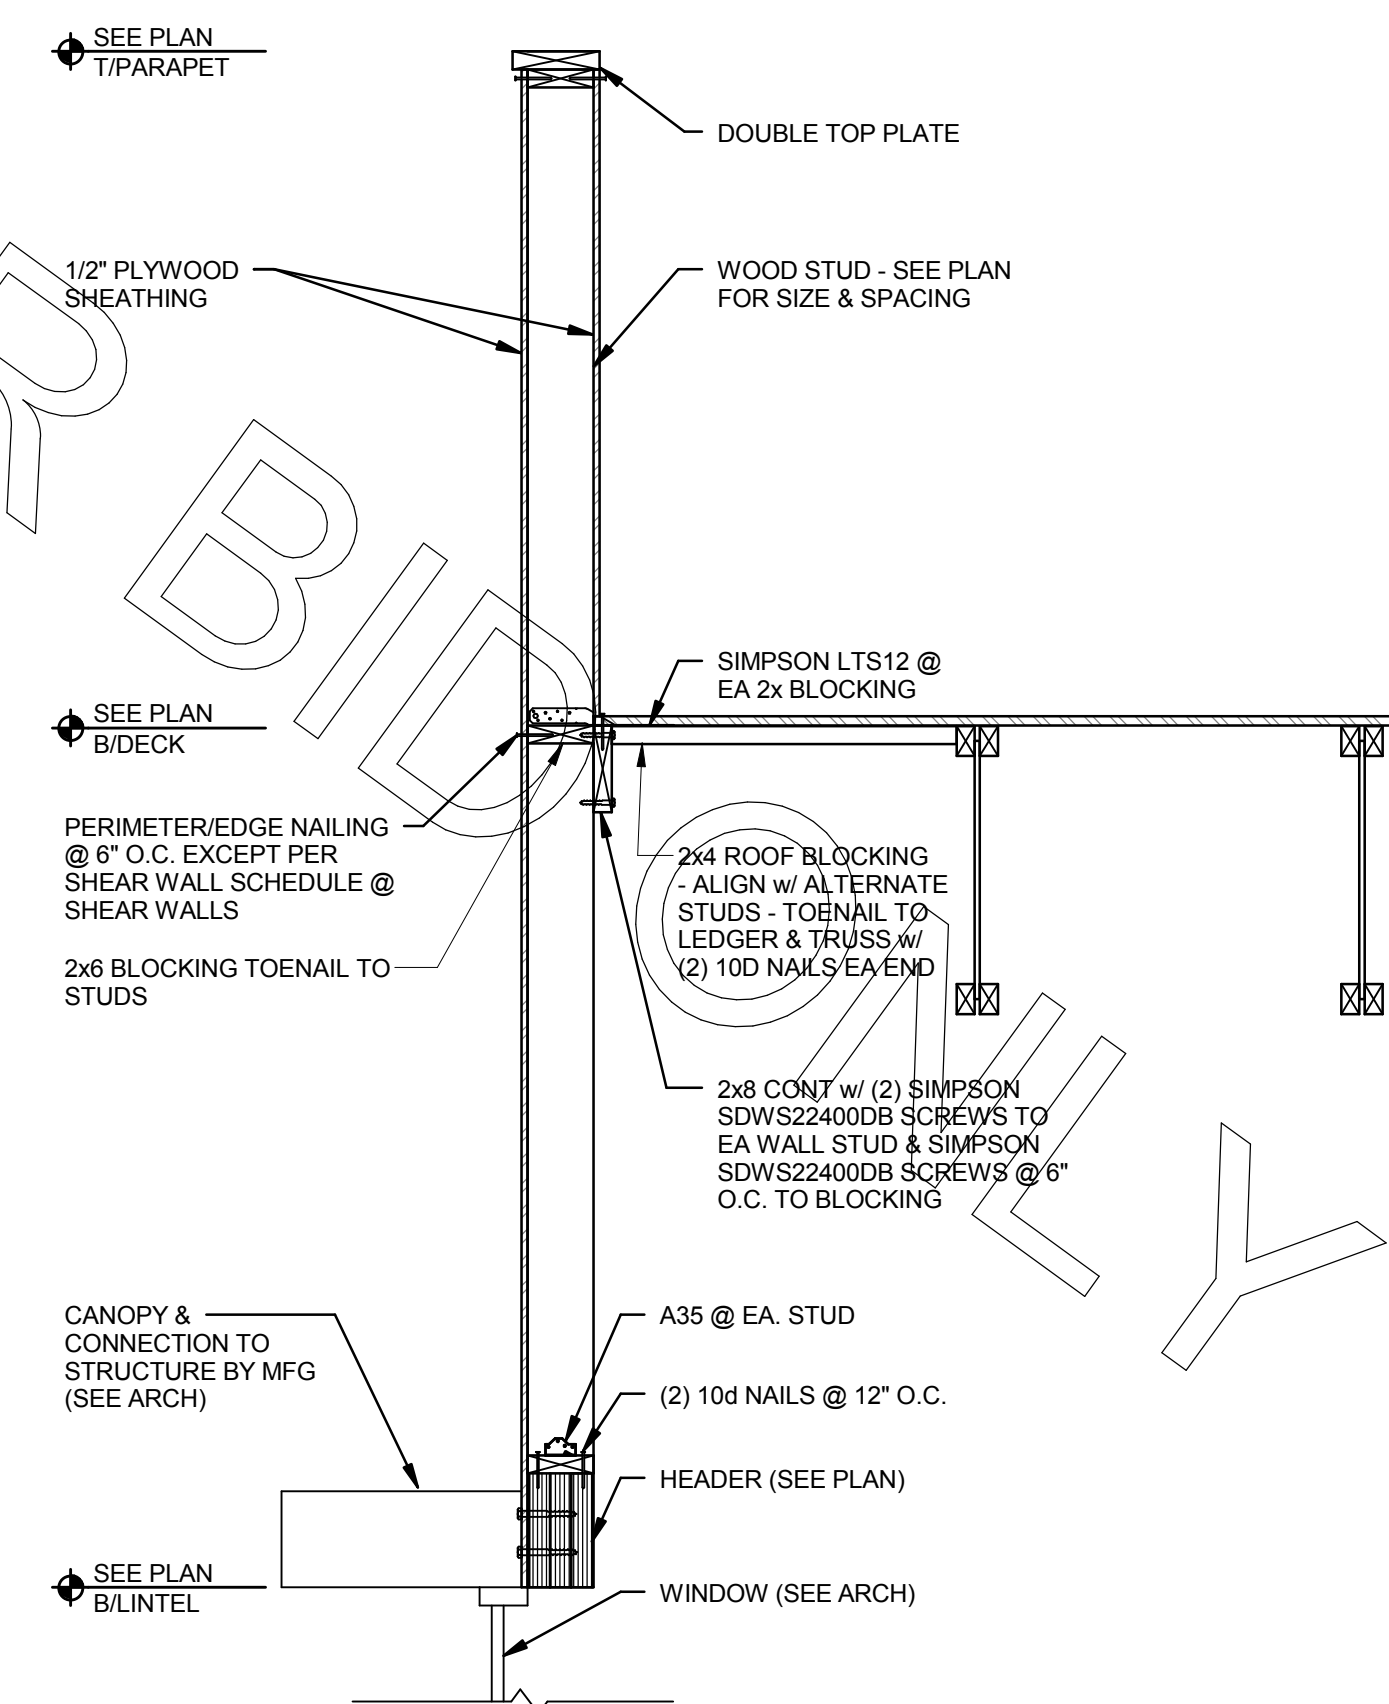 SEE PLAN
T/PARAPET
DOUBLE TOP PLATE
1/2" PLYWOOD
SHEATHING
WOOD STUD - SEE PLAN
FOR SIZE & SPACING
SIMPSON LTS12 @
EA 2x BLOCKING
SEE PLAN
B/DECK
PERIMETER/EDGE NAILING
@ 6" O.C. EXCEPT PER
SHEAR WALL SCHEDULE @
SHEAR WALLS
2x4 ROOF BLOCKING
- ALIGN w/ ALTERNATE
STUDS - TOENAIL TO
LEDGER & TRUSS w/
(2) 10D NAILS EA END
2x6 BLOCKING TOENAIL TO
STUDS
2x8 CONT w/ (2) SIMPSON
SDWS22400DB SCREWS TO
EA WALL STUD & SIMPSON
SDWS22400DB SCREWS @ 6"
O.C. TO BLOCKING
CANOPY &
CONNECTION TO
STRUCTURE BY MFG
(SEE ARCH)
A35 @ EA. STUD
(2) 10d NAILS @ 12" O.C.
HEADER (SEE PLAN)
SEE PLAN
B/LINTEL
WINDOW (SEE ARCH)
R BID ONLY